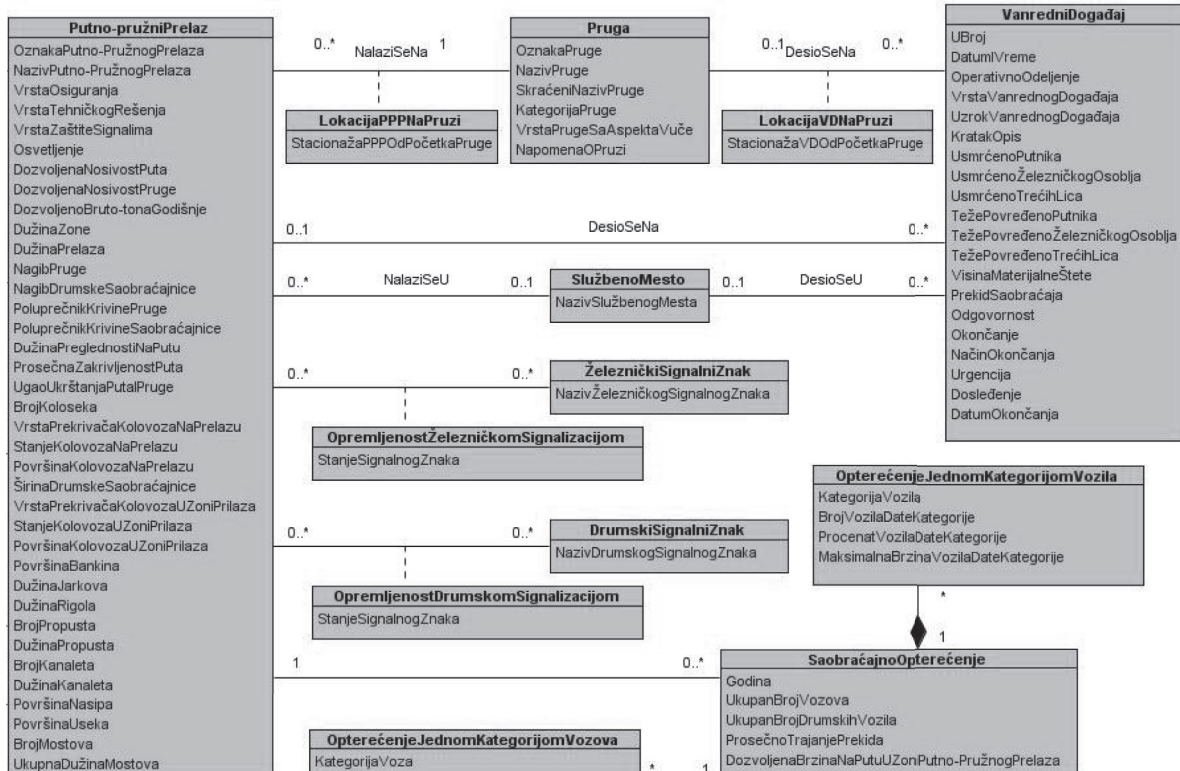 Putno-pružniPrelaz
OznakaPutno-PružnogPrelaza
NazivPutno-PružnogPrelaza
VrstaOsiguranja
VrstaTehničkogRešenja
VrstaZaštiteSignalima
Osvetljenje
DozvoljenaNosivostPuta
DozvoljenaNosivostPruge
DozvoljenoBruto-tonaGodišnje
DužinaZone
DužinaPrelaza
NagibPruge
NagibDrumskeSaobraćajnice
PoluprečnikKrivinePruge
PoluprečnikKrivineSaobraćajnice
DužinaPreglednostiNaPutu
ProsečnaZakrivljenostPuta
UgaoUkrštanjaPutaIPruge
BrojKoloseka
VrstaPrekrivačaKolovozaNaPrelazu
StanjeKolovozaNaPrelazu
PovršinaKolovozaNaPrelazu
ŠirinaDrumskeSaobraćajnice
VrstaPrekrivačaKolovozaUZoniPrilaza
StanjeKolovozaUZoniPrilaza
PovršinaKolovozaUZoniPrilaza
PovršinaBankina
DužinaJarkova
DužinaRigola
BrojPropusta
DužinaPropusta
BrojKanaleta
DužinaKanaleta
PovršinaNasipa
PovršinaUseka
BrojMostova
UkupnaDužinaMostova
0..* NalaziSeNa 1
LokacijaPPPNaPruzi
StacionažaPPPOdPočetkaPruge
Pruga
OznakaPruge
NazivPruge
SkraćeniNazivPruge
KategorijaPruge
VrstaPrugeSaAspektaVuče
NapomenaOPruzi
0..1 DesioSeNa 0..*
LokacijaVDNaPruzi
StacionažaVDOdPočetkaPruge
VanredniDogađaj
UBroj
DatumIVreme
OperativnoOdeljenje
VrstaVanrednogDogađaja
UzrokVanrednogDogađaja
KratakOpis
UsmrćenoPutnika
UsmrćenoŽelezničkogOsoblja
UsmrćenoTrećihLica
TežePovređenoPutnika
TežePovređenoŽelezničkogOsoblja
TežePovređenoTrećihLica
VisinaMaterijalneŠtete
PrekidSaobraćaja
Odgovornost
Okončanje
NačinOkončanja
Urgencija
Dosleđenje
DatumOkončanja
0..1 DesioSeNa 0..*
0..* NalaziSeU 0..1
SlužbenoMesto
NazivSlužbenogMesta
0..1 DesioSeU 0..*
0..* 0..*
ŽelezničkiSignalniZnak
NazivŽelezničkogSignalnogZnaka
OpremljenostŽelezničkomSignalizacijom
StanjeSignalnogZnaka
0..* 0..*
DrumskiSignalniZnak
NazivDrumskogSignalnogZnaka
OpremljenostDrumskomSignalizacijom
StanjeSignalnogZnaka
OpterećenjeJednomKategorijomVozila
KategorijaVozila
BrojVozilaDateKategorije
ProcenatVozilaDateKategorije
MaksimalnaBrzinaVozilaDateKategorije
*
1
1 0..*
SaobraćajnoOpterećenje
Godina
UkupanBrojVozova
UkupanBrojDrumskihVozila
ProsečnoTrajanjePrekida
DozvoljenaBrzinaNaPutuUZonPutno-PružnogPrelaza
OpterećenjeJednomKategorijomVozova
KategorijaVoza
* 1